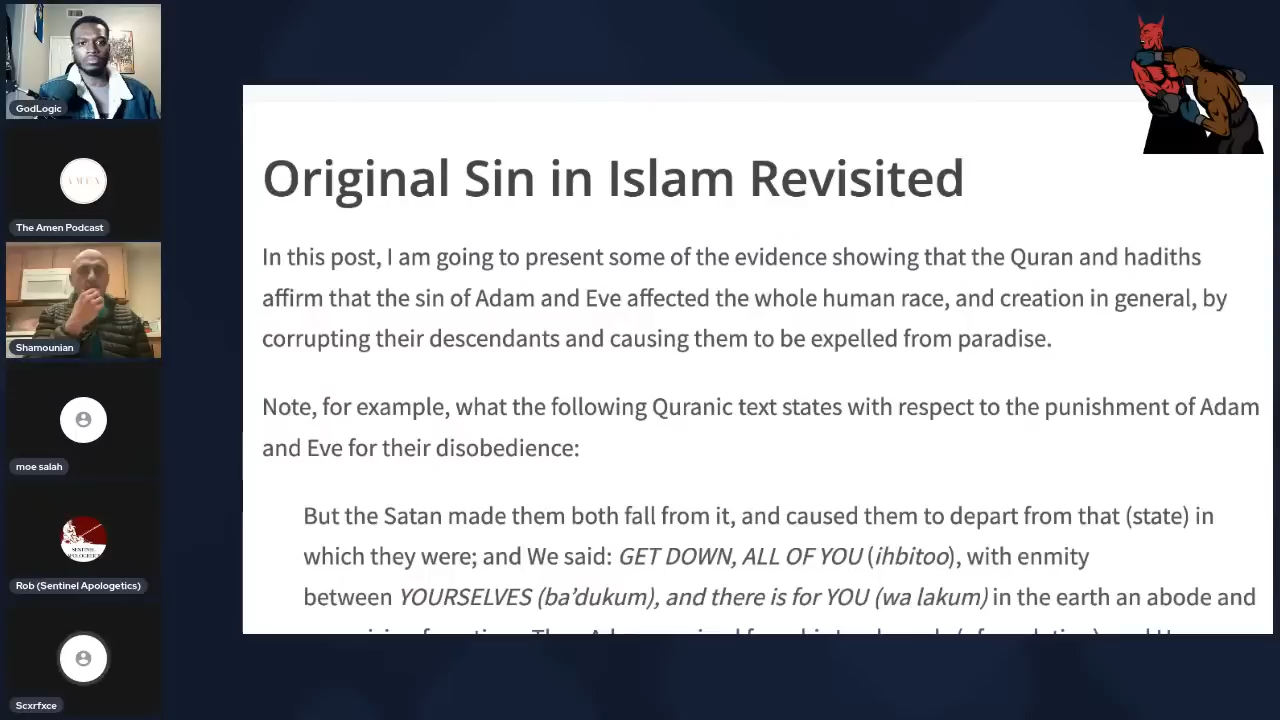 GodLogic
The Amen Podcast
Shamounian
moe salah
Rob (Sentinel Apologetics)
Scxrfxce
AMEN
SENTINEL
APOLOGETICS
Original Sin in Islam Revisited
In this post, I am going to present some of the evidence showing that the Quran and hadiths
affirm that the sin of Adam and Eve affected the whole human race, and creation in general, by
corrupting their descendants and causing them to be expelled from paradise.
Note, for example, what the following Quranic text states with respect to the punishment of Adam
and Eve for their disobedience:
But the Satan made them both fall from it, and caused them to depart from that (state) in
which they were; and We said: GET DOWN, ALL OF YOU (ihbitoo), with enmity
between YOURSELVES (ba’dukum), and there is for YOU (wa lakum) in the earth an abode and